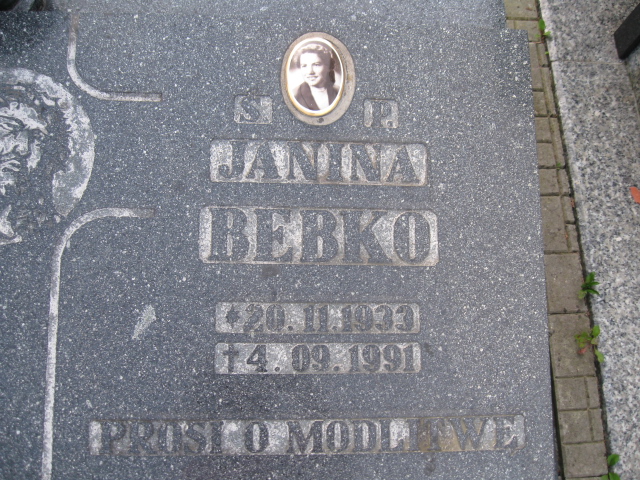 Ś. P.
JANINA
BEBKO
* 20. 11. 1933
† 4. 09. 1991
PROSI O MODLITWĘ